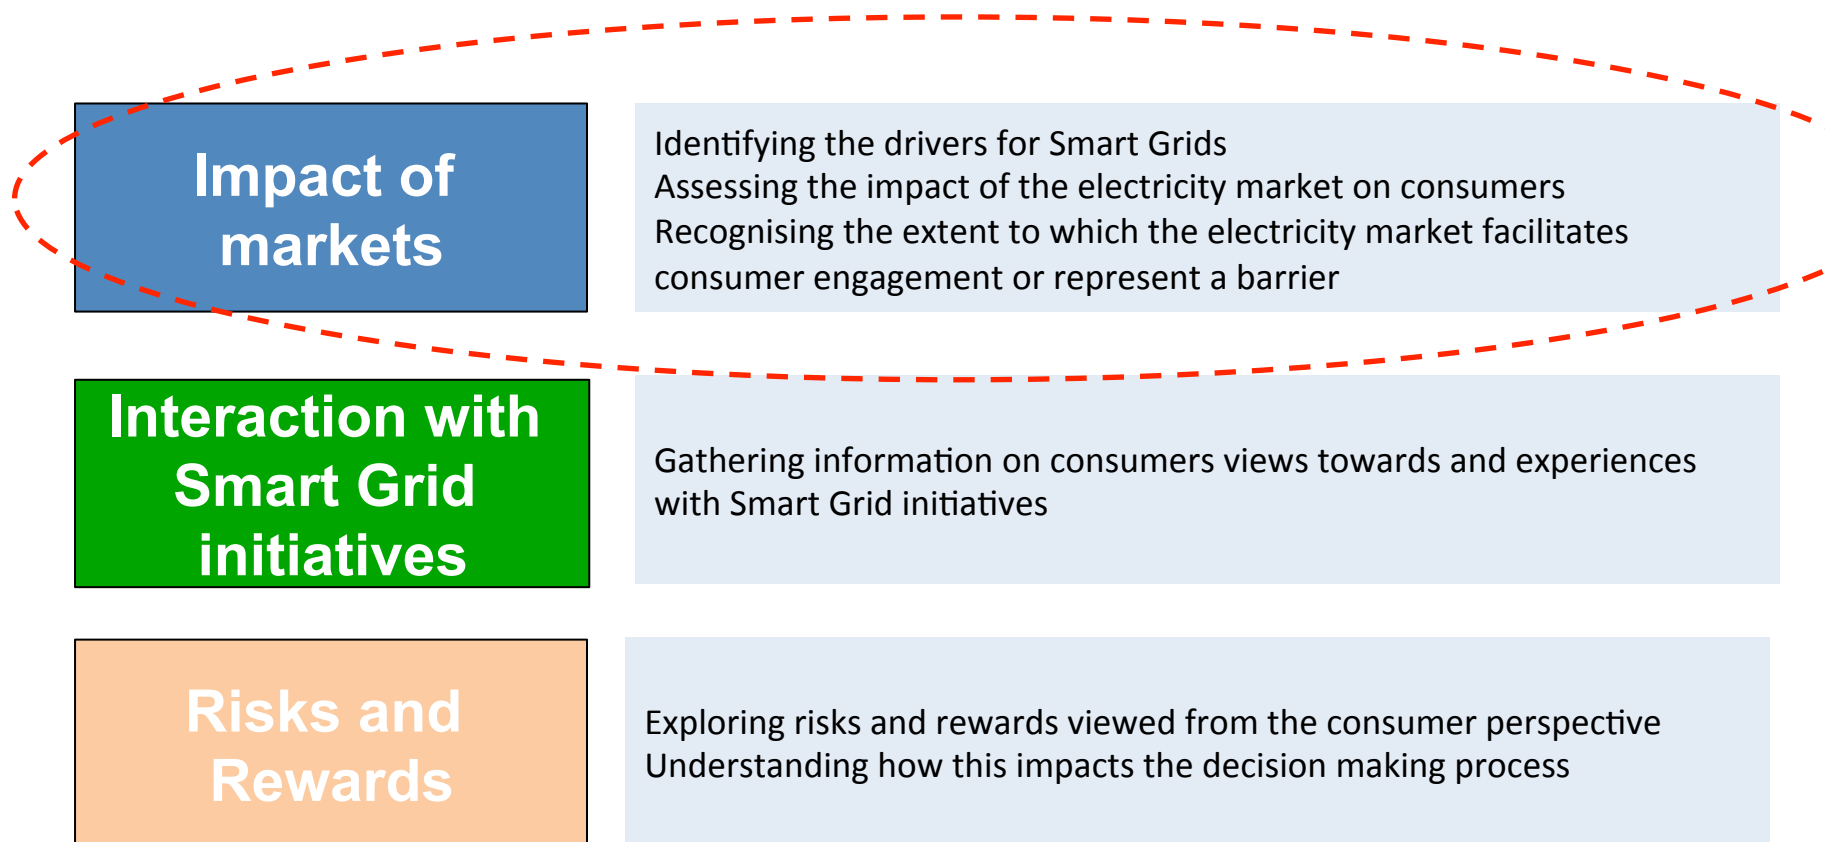 Impact of
markets
Identifying the drivers for Smart Grids
Assessing the impact of the electricity market on consumers
Recognising the extent to which the electricity market facilitates
consumer engagement or represent a barrier
Interaction with
Smart Grid
initiatives
Gathering information on consumers views towards and experiences
with Smart Grid initiatives
Risks and
Rewards
Exploring risks and rewards viewed from the consumer perspective
Understanding how this impacts the decision making process